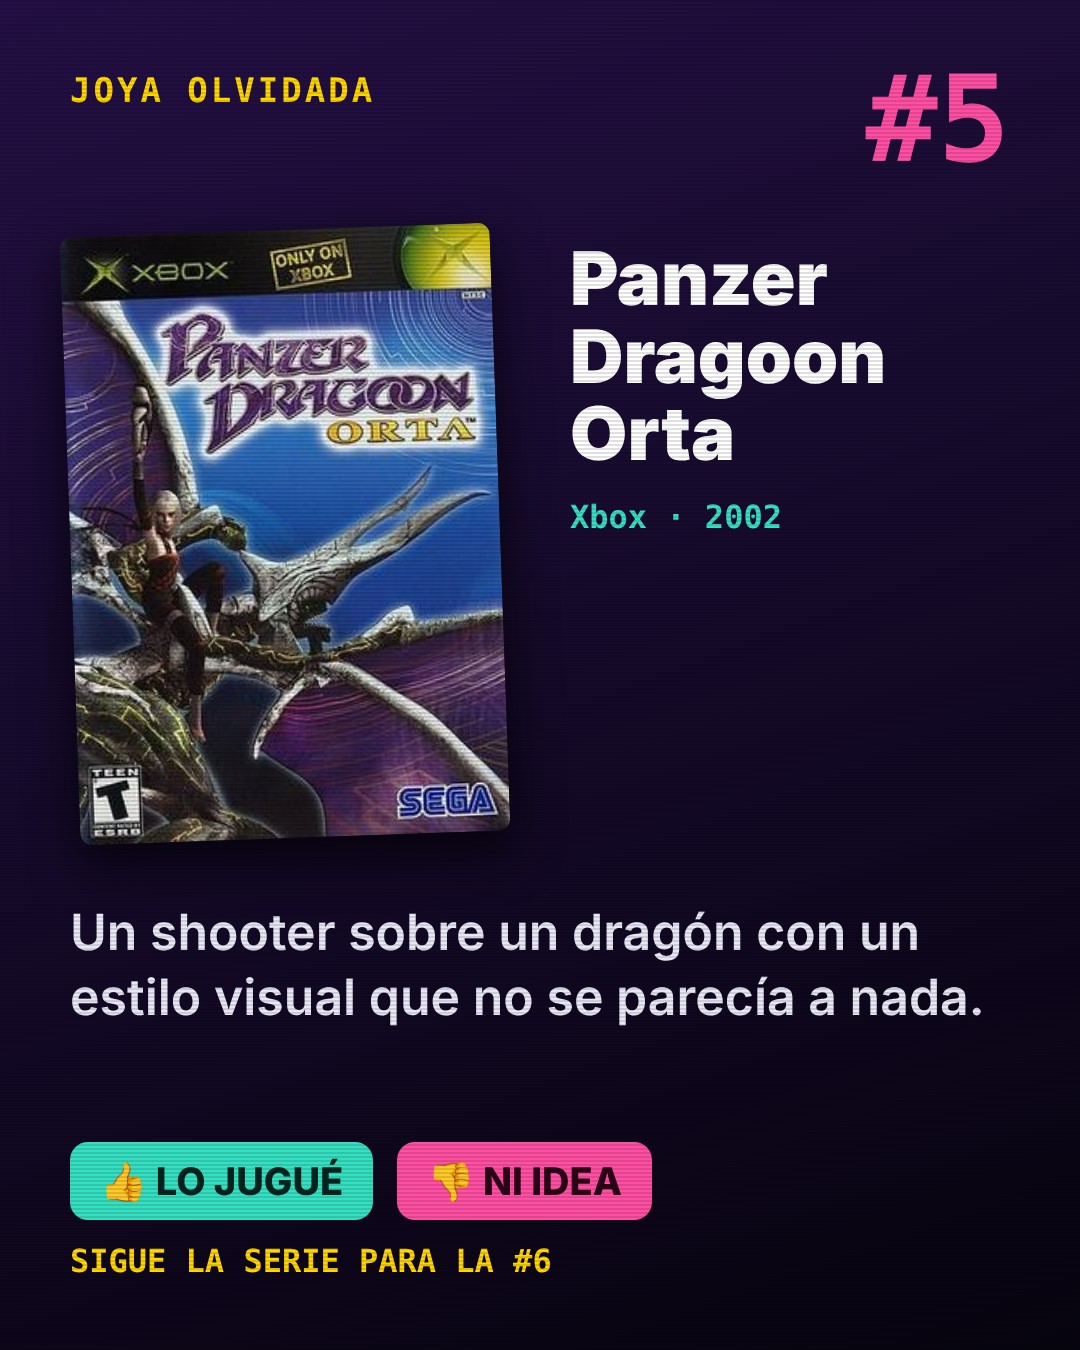 JOYA OLVIDADA
#5
XBOX
ONLY ON
XBOX
NTSC
PANZER
DRAGOON
ORTA™
TEEN
T
ESRB
SEGA
Panzer
Dragoon
Orta
Xbox · 2002
Un shooter sobre un dragón con un
estilo visual que no se parecía a nada.
👍 LO JUGUÉ
👎 NI IDEA
SIGUE LA SERIE PARA LA #6